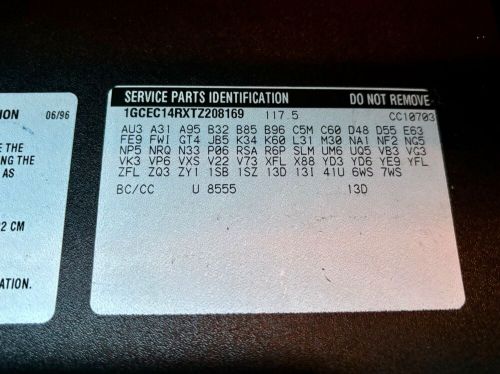 ION 06/96
E THE
NG THE
AS
2 CM
ATION.
SERVICE PARTS IDENTIFICATION DO NOT REMOVE
1GCEC14RXTZ208169 117.5 CC10703
AU3 A31 A95 B32 B85 B96 C5M C60 D48 D55 E63
FE9 FWI GT4 JB5 K34 K60 L31 M30 NA1 NF2 NG5
NP5 NRQ N33 P06 RSA R6P SLM UM6 UQ5 VB3 VG3
VK3 VP6 VXS V22 V73 XFL X88 YD3 YD6 YE9 YFL
ZFL ZQ3 ZY1 1SB 1SZ 13D 13I 41U 6WS 7WS
BC/CC U 8555 13D